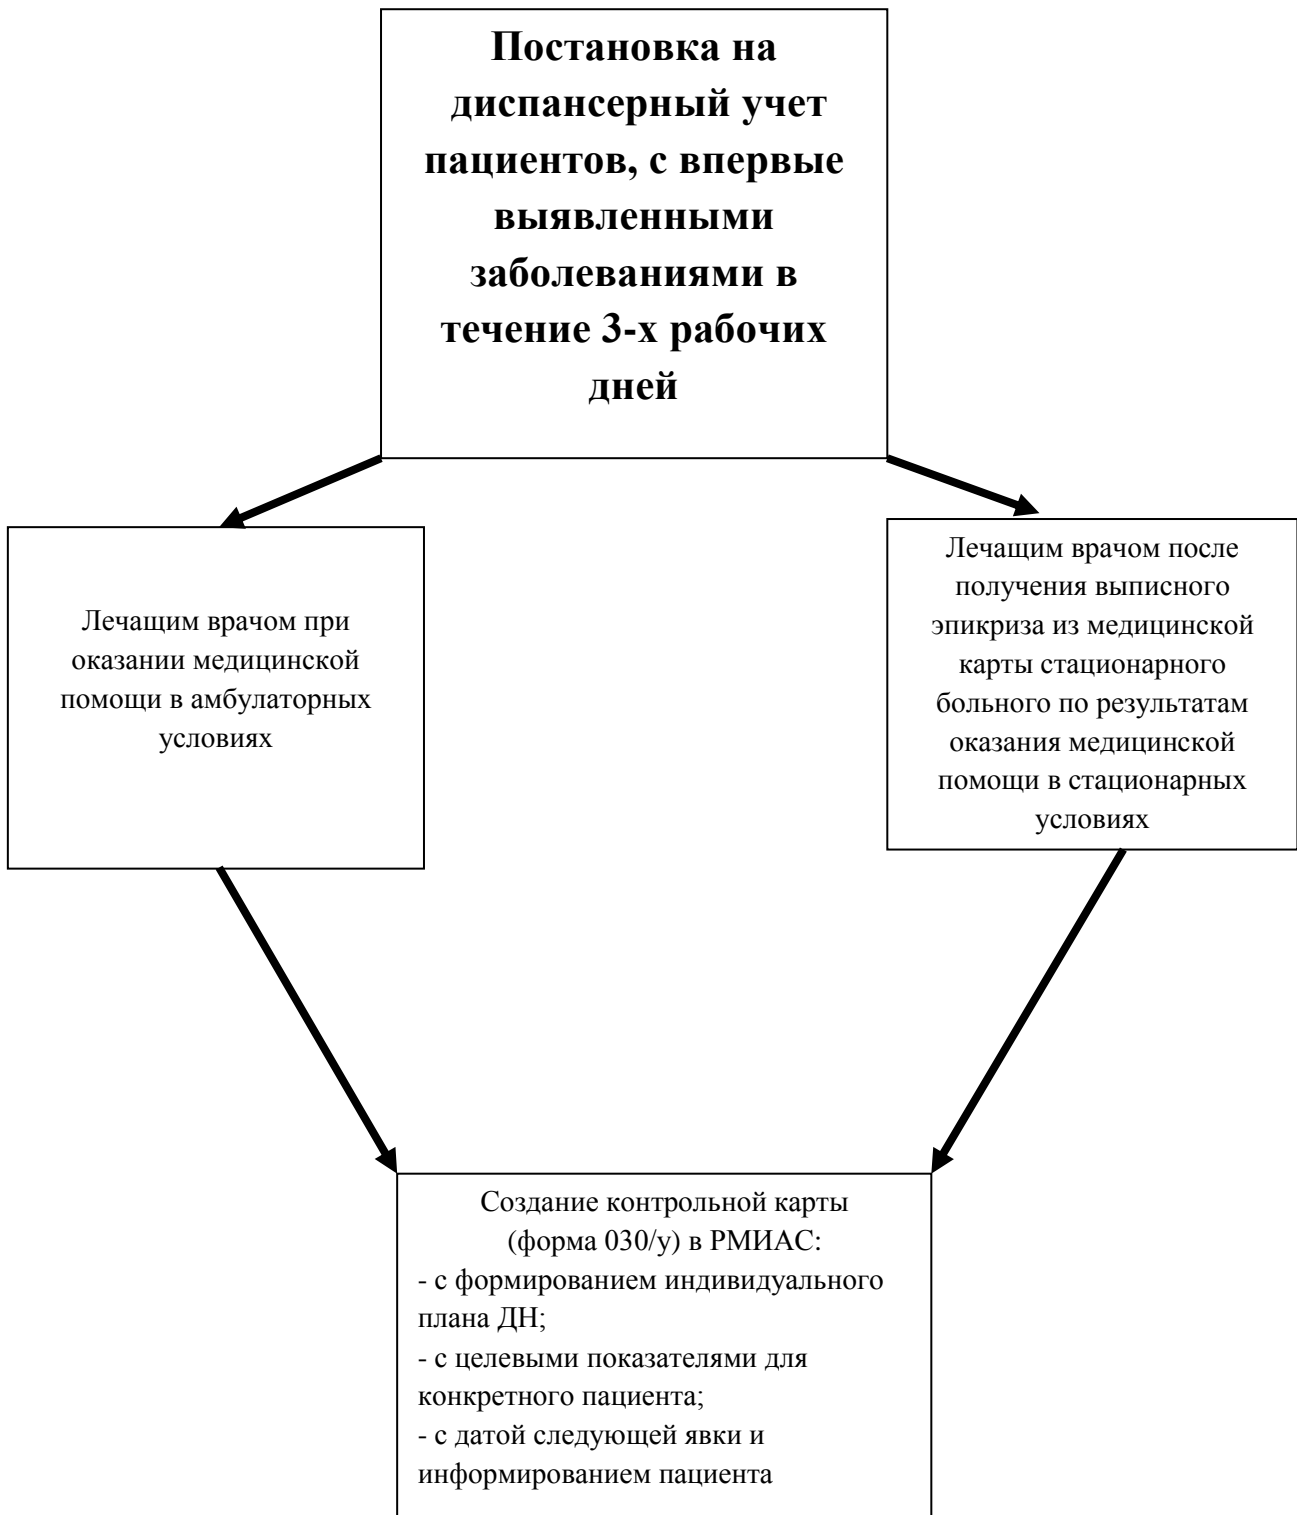 Постановка на
диспансерный учет
пациентов, с впервые
выявленными
заболеваниями в
течение 3-х рабочих
дней
Лечащим врачом при
оказании медицинской
помощи в амбулаторных
условиях
Лечащим врачом после
получения выписного
эпикриза из медицинской
карты стационарного
больного по результатам
оказания медицинской
помощи в стационарных
условиях
Создание контрольной карты
(форма 030/у) в РМИАС:
- с формированием индивидуального
плана ДН;
- с целевыми показателями для
конкретного пациента;
- с датой следующей явки и
информированием пациента